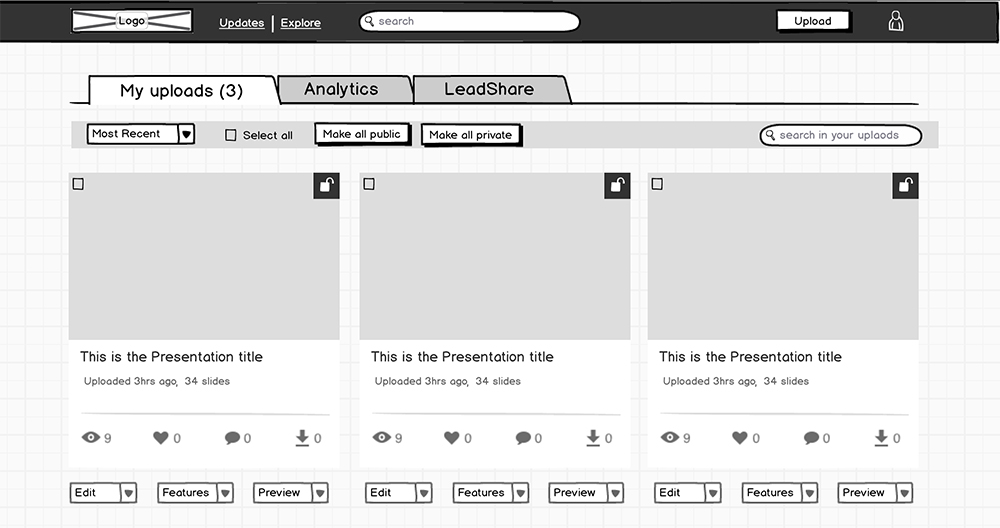 Logo Updates Explore search Upload
My uploads (3) Analytics LeadShare
Most Recent Select all Make all public Make all private search in your uplaods
This is the Presentation title This is the Presentation title This is the Presentation title
Uploaded 3hrs ago, 34 slides Uploaded 3hrs ago, 34 slides Uploaded 3hrs ago, 34 slides
9 0 0 0 9 0 0 0 9 0 0 0
Edit Features Preview Edit Features Preview Edit Features Preview